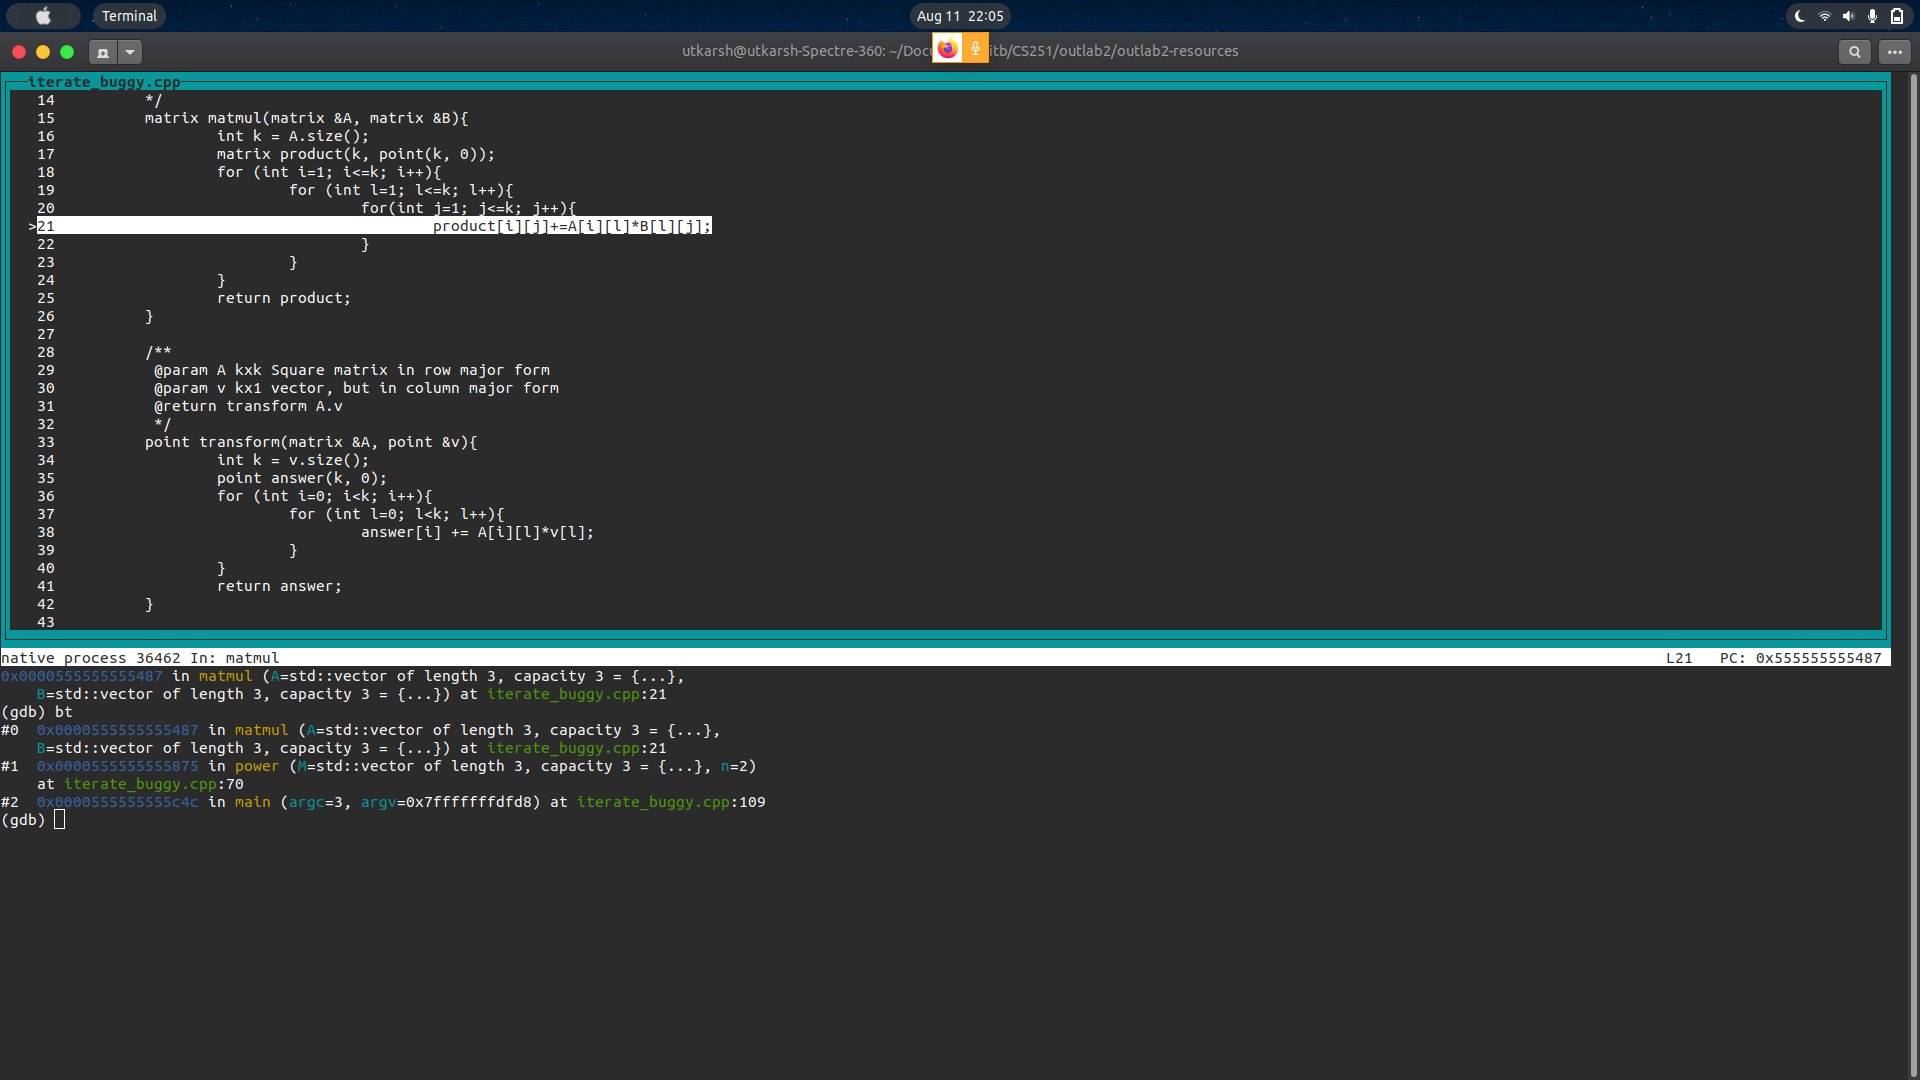 Terminal
Aug 11 22:05
utkarsh@utkarsh-Spectre-360: ~/Docu itb/CS251/outlab2/outlab2-resources
iterate_buggy.cpp
14 */
15 matrix matmul(matrix &A, matrix &B){
16 int k = A.size();
17 matrix product(k, point(k, 0));
18 for (int i=1; i<=k; i++){
19 for (int l=1; l<=k; l++){
20 for(int j=1; j<=k; j++){
>21 product[i][j]+=A[i][l]*B[l][j];
22 }
23 }
24 }
25 return product;
26 }
27
28 /**
29 @param A kxk Square matrix in row major form
30 @param v kx1 vector, but in column major form
31 @return transform A.v
32 */
33 point transform(matrix &A, point &v){
34 int k = v.size();
35 point answer(k, 0);
36 for (int i=0; i<k; i++){
37 for (int l=0; l<k; l++){
38 answer[i] += A[i][l]*v[l];
39 }
40 }
41 return answer;
42 }
43
native process 36462 In: matmul L21 PC: 0x555555555487
0x0000555555555487 in matmul (A=std::vector of length 3, capacity 3 = {...},
B=std::vector of length 3, capacity 3 = {...}) at iterate_buggy.cpp:21
(gdb) bt
#0 0x0000555555555487 in matmul (A=std::vector of length 3, capacity 3 = {...},
B=std::vector of length 3, capacity 3 = {...}) at iterate_buggy.cpp:21
#1 0x0000555555555875 in power (M=std::vector of length 3, capacity 3 = {...}, n=2)
at iterate_buggy.cpp:70
#2 0x0000555555555c4c in main (argc=3, argv=0x7fffffffdfd8) at iterate_buggy.cpp:109
(gdb)